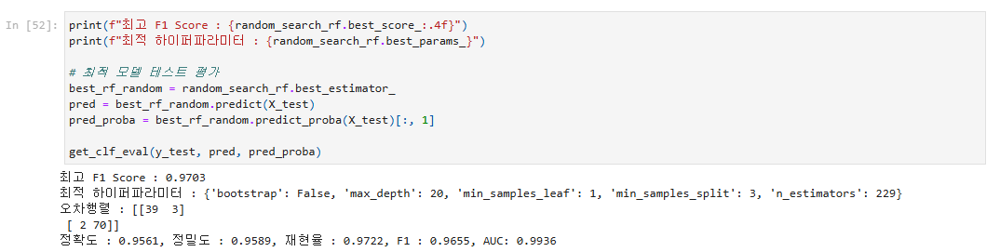 In [52]: print(f"최고 F1 Score : {random_search_rf.best_score_:.4f}")
print(f"최적 하이퍼파라미터 : {random_search_rf.best_params_}")
# 최적 모델 테스트 평가
best_rf_random = random_search_rf.best_estimator_
pred = best_rf_random.predict(X_test)
pred_proba = best_rf_random.predict_proba(X_test)[:, 1]
get_clf_eval(y_test, pred, pred_proba)
최고 F1 Score : 0.9703
최적 하이퍼파라미터 : {'bootstrap': False, 'max_depth': 20, 'min_samples_leaf': 1, 'min_samples_split': 3, 'n_estimators': 229}
오차행렬 : [[39  3]
 [ 2 70]]
정확도 : 0.9561, 정밀도 : 0.9589, 재현율 : 0.9722, F1 : 0.9655, AUC: 0.9936